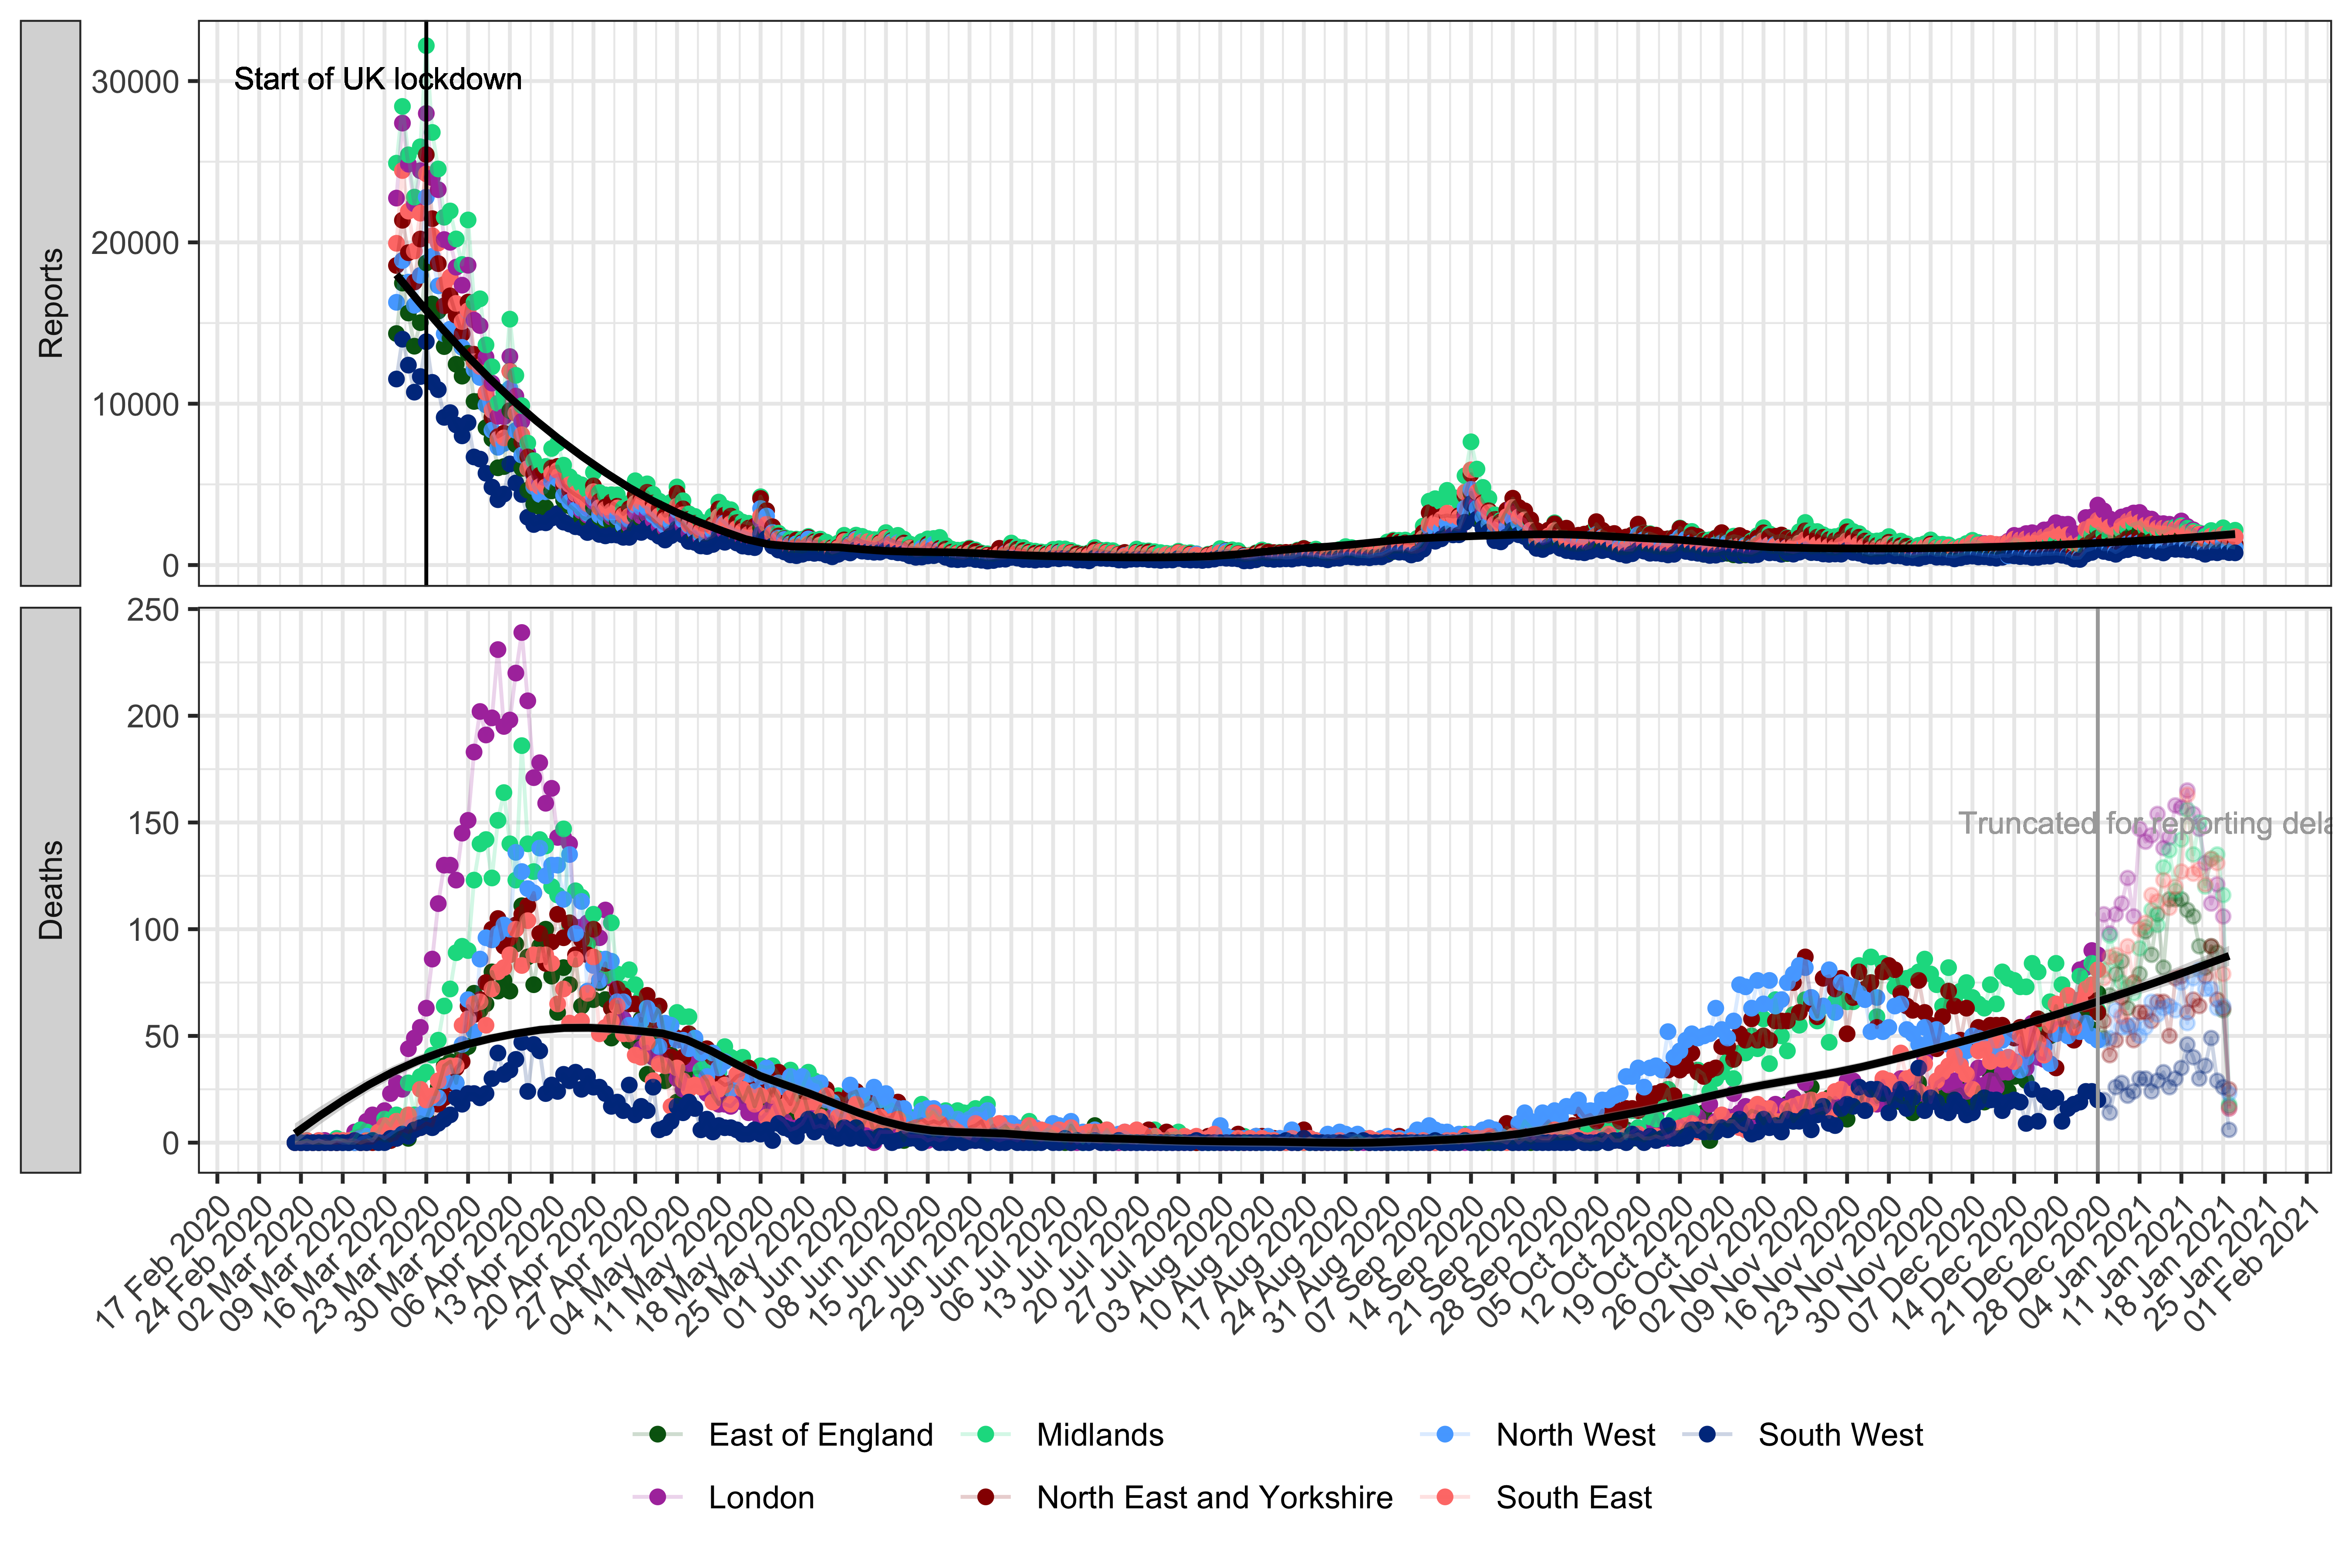 Reports
30000
20000
10000
0
Start of UK lockdown
Deaths
250
200
150
100
50
0
Truncated for reporting dela
17 Feb 2020
24 Feb 2020
02 Mar 2020
09 Mar 2020
16 Mar 2020
23 Mar 2020
30 Mar 2020
06 Apr 2020
13 Apr 2020
20 Apr 2020
27 Apr 2020
04 May 2020
11 May 2020
18 May 2020
25 May 2020
01 Jun 2020
08 Jun 2020
15 Jun 2020
22 Jun 2020
29 Jun 2020
06 Jul 2020
13 Jul 2020
20 Jul 2020
27 Jul 2020
03 Aug 2020
10 Aug 2020
17 Aug 2020
24 Aug 2020
31 Aug 2020
07 Sep 2020
14 Sep 2020
21 Sep 2020
28 Sep 2020
05 Oct 2020
12 Oct 2020
19 Oct 2020
26 Oct 2020
02 Nov 2020
09 Nov 2020
16 Nov 2020
23 Nov 2020
30 Nov 2020
07 Dec 2020
14 Dec 2020
21 Dec 2020
28 Dec 2020
04 Jan 2021
11 Jan 2021
18 Jan 2021
25 Jan 2021
01 Feb 2021
East of England
Midlands
North West
South West
London
North East and Yorkshire
South East